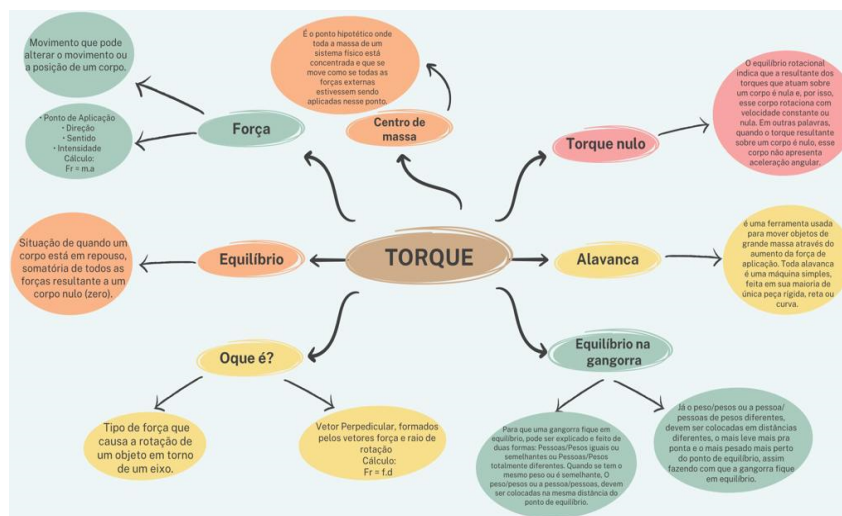 Movimento que pode
alterar o movimento ou
a posição de um corpo.
• Ponto de Aplicação
• Direção
• Sentido
• Intensidade
Cálculo:
Fr = m.a
Força
É o ponto hipotético onde
toda a massa de um
sistema físico está
concentrada e que se
move como se todas as
forças externas
estivessem sendo
aplicadas nesse ponto.
Centro de
massa
Torque nulo
O equilíbrio rotacional
indica que a resultante dos
torques que atuam sobre
um corpo é nula e, por isso,
esse corpo rotaciona com
velocidade constante ou
nula. Em outras palavras,
quando o torque resultante
sobre um corpo é nulo, esse
corpo não apresenta
aceleração angular.
Situação de quando um
corpo está em repouso,
somatória de todos as
forças resultante a um
corpo nulo (zero).
Equilíbrio
TORQUE
Alavanca
é uma ferramenta usada
para mover objetos de
grande massa através do
aumento da força de
aplicação. Toda alavanca
é uma máquina simples,
feita em sua maioria de
única peça rígida, reta ou
curva.
Oque é?
Tipo de força que
causa a rotação de
um objeto em torno
de um eixo.
Vetor Perpedicular, formados
pelos vetores força e raio de
rotação
Cálculo:
Fr = f.d
Equilíbrio na
gangorra
Para que uma gangorra fique em
equilíbrio, pode ser explicado e feito de
duas formas: Pessoas/Pesos iguais ou
semelhantes ou Pessoas/Pesos
totalmente diferentes. Quando se tem o
mesmo peso ou é semelhante, O
peso/pesos ou a pessoa/pessoas, devem
ser colocadas na mesma distância do
ponto de equilíbrio.
Já o peso/pesos ou a pessoa/
pessoas de pesos diferentes,
devem ser colocadas em distâncias
diferentes, o mais leve mais pra
ponta e o mais pesado mais perto
do ponto de equilíbrio, assim
fazendo com que a gangorra fique
em equilíbrio.